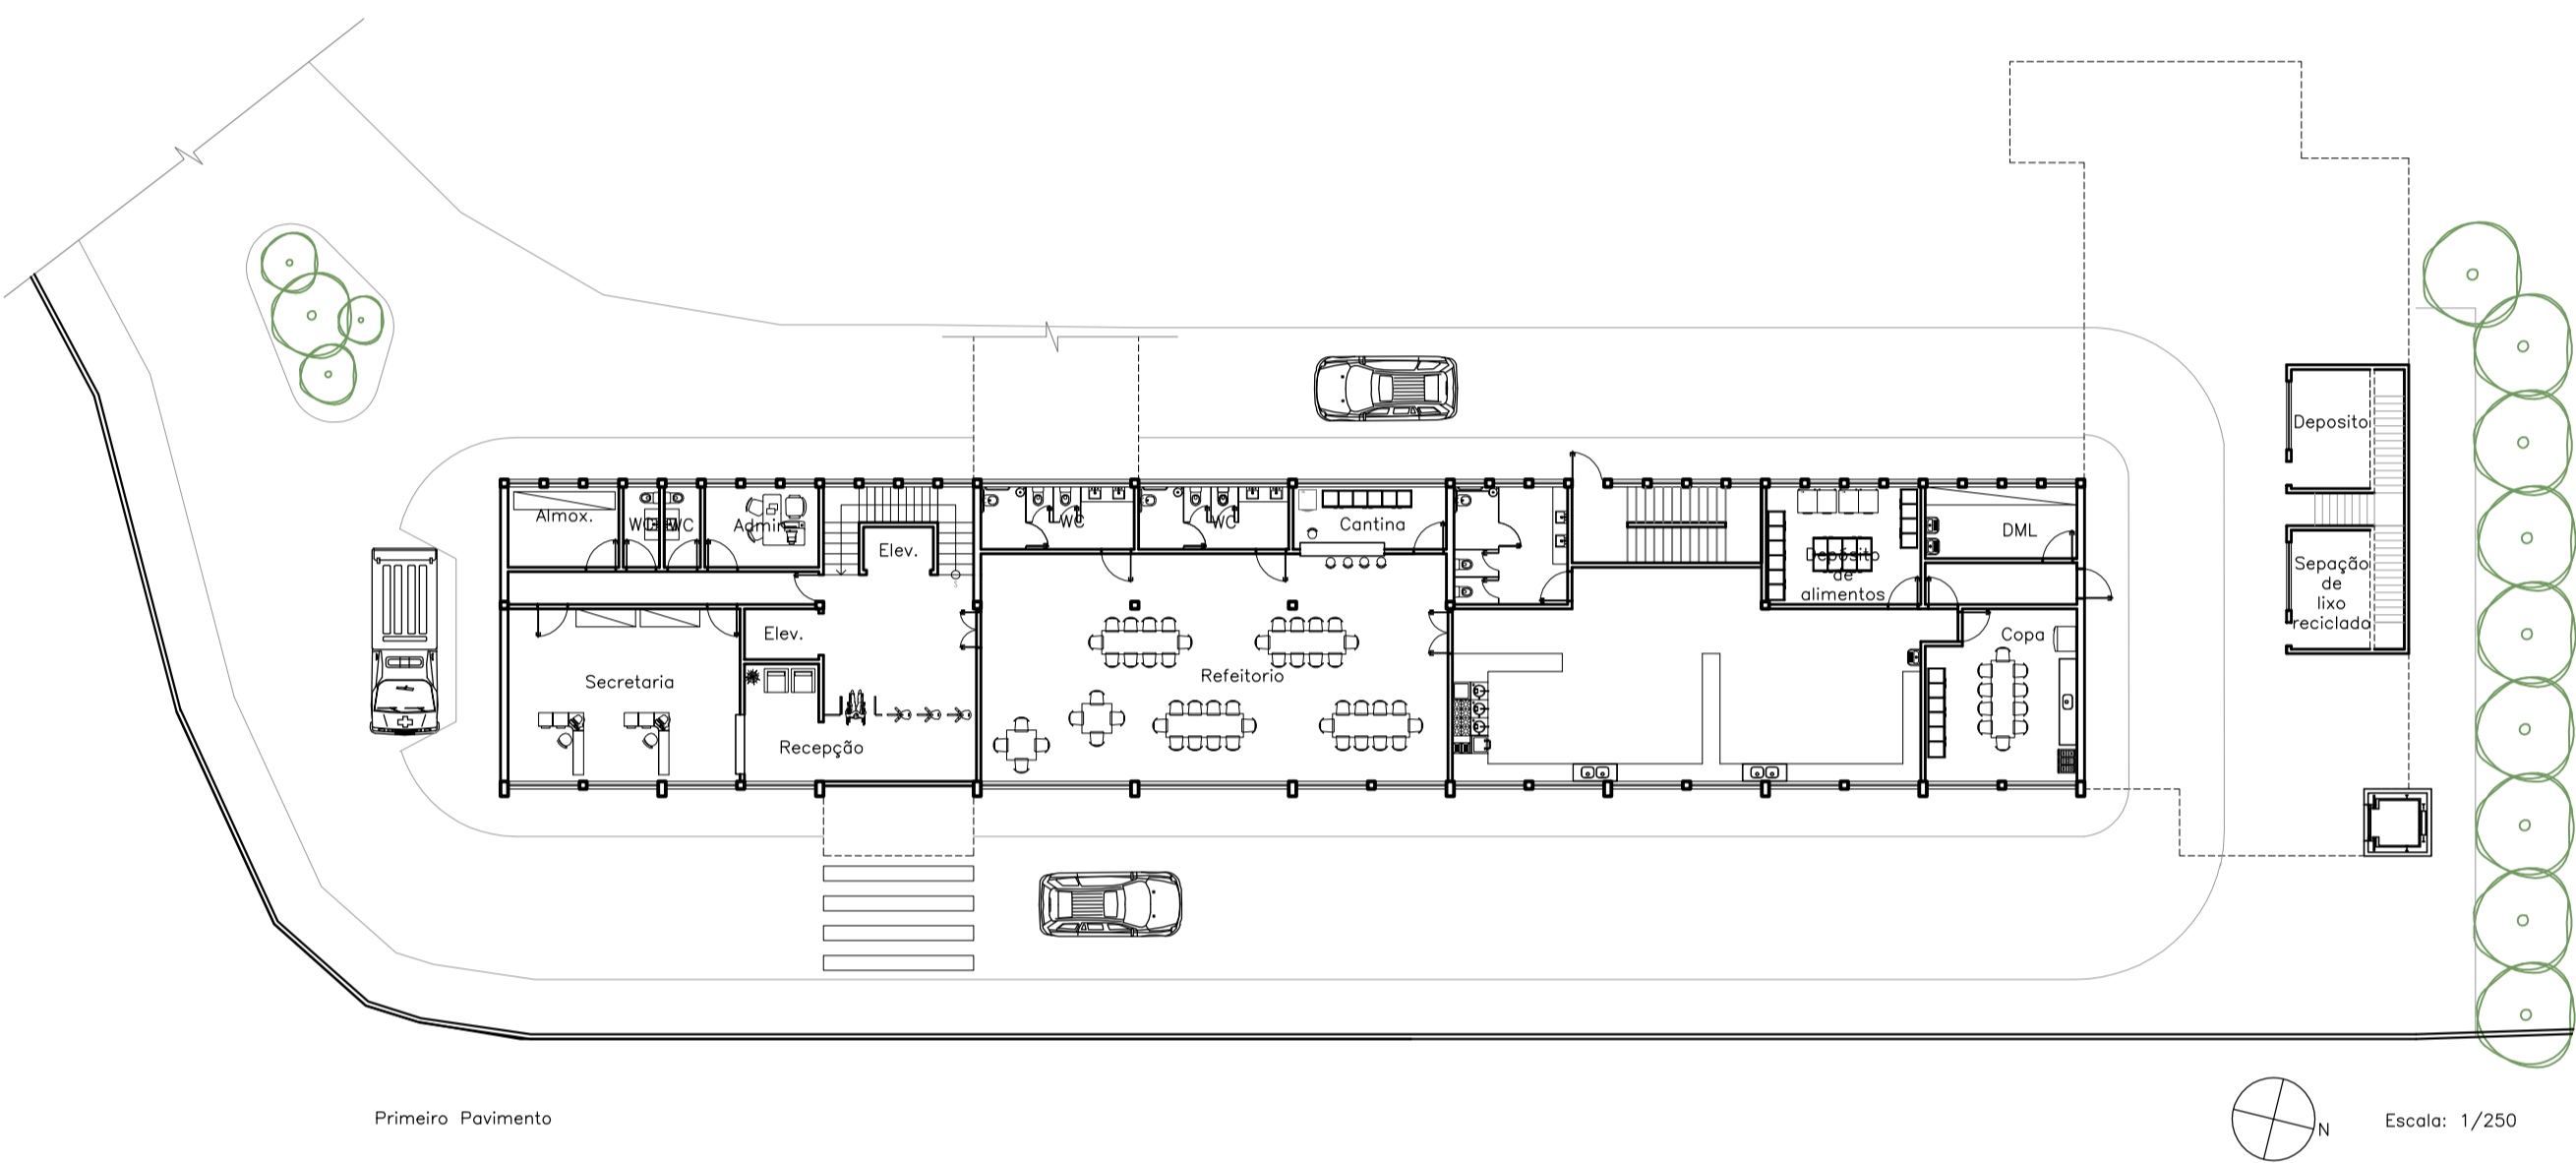 Almox.
WC
WC
Admin
Elev.
WC
WC
Cantina
Depósito
de
alimentos
DML
Deposito
Sepação
de
lixo
reciclado
Elev.
Secretaria
Recepção
Refeitorio
Copa
Primeiro Pavimento
N
Escala: 1/250